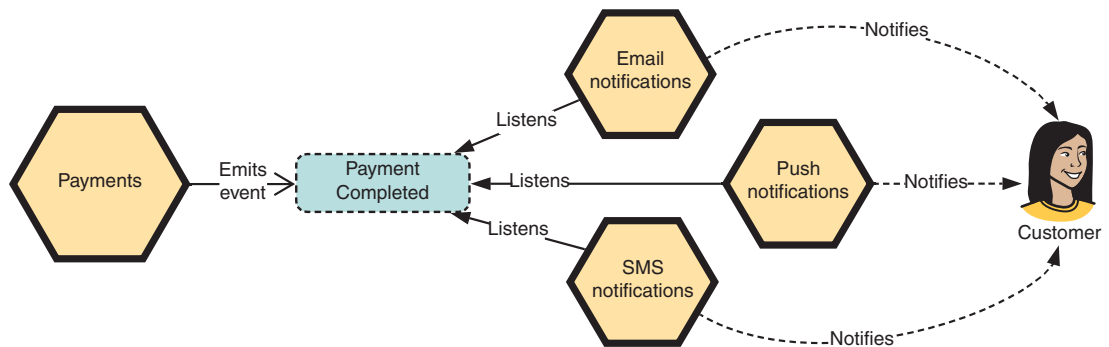 Payments
Emits
event
Payment
Completed
Listens
Listens
Listens
Email
notifications
Push
notifications
SMS
notifications
Notifies
Notifies
Notifies
Customer